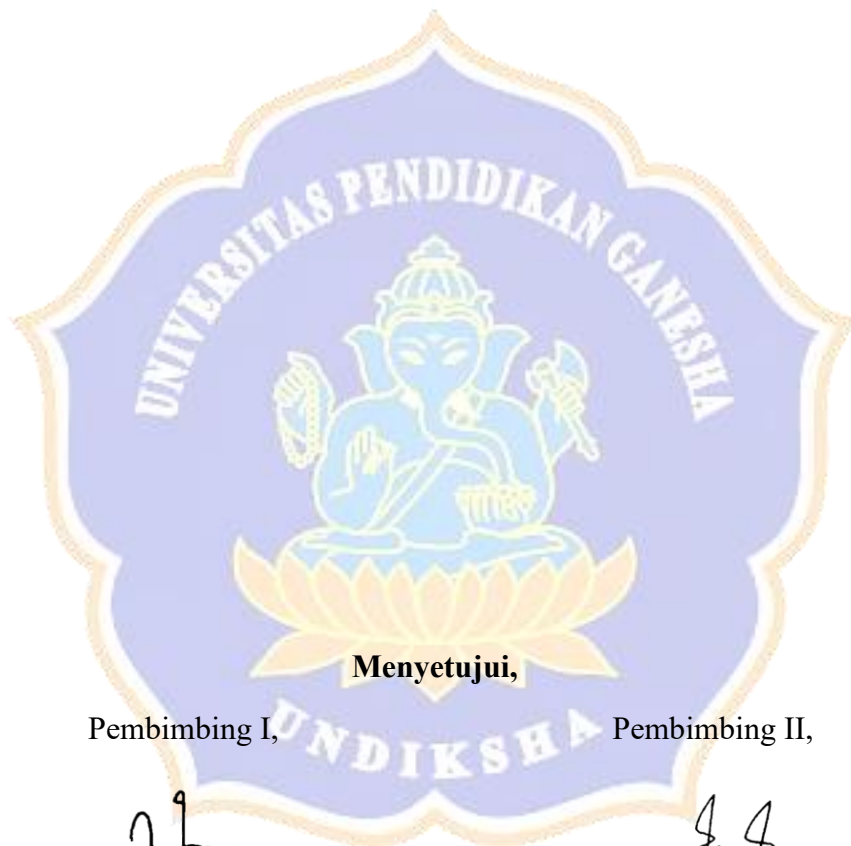 UNIVERSITAS PENDIDIKAN GANESHA
Menyetujui,
Pembimbing I,
Pembimbing II,
UNDIKSHA